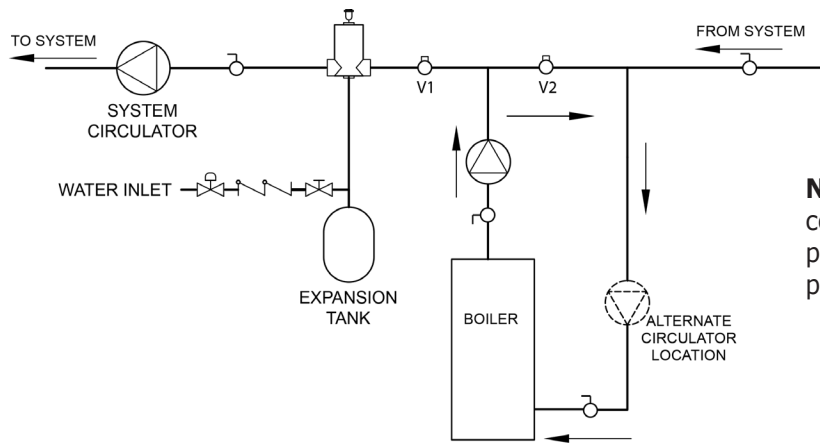 TO SYSTEM
FROM SYSTEM
V1
V2
SYSTEM
CIRCULATOR
WATER INLET
EXPANSION
TANK
BOILER
ALTERNATE
CIRCULATOR
LOCATION